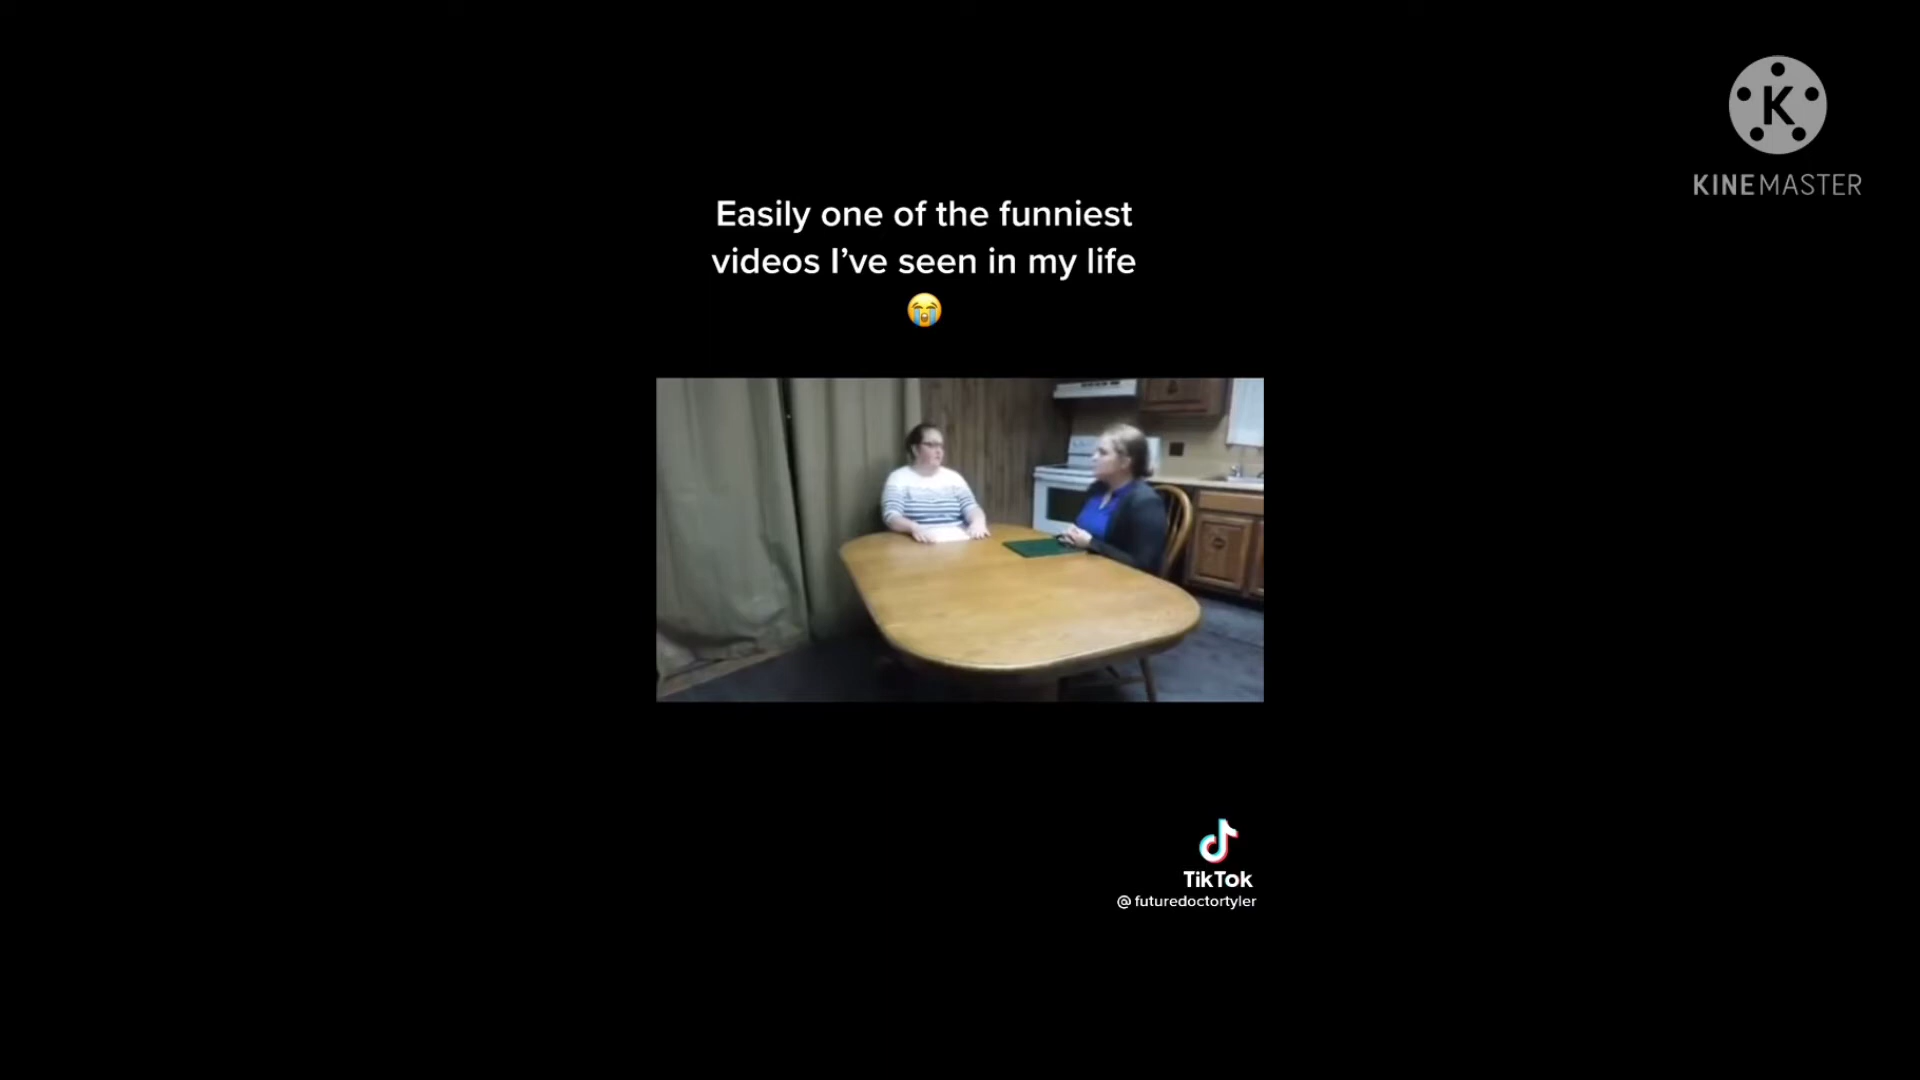 K
KINEMASTER
Easily one of the funniest
videos I’ve seen in my life
😭
TikTok
@ futuredoctortyler